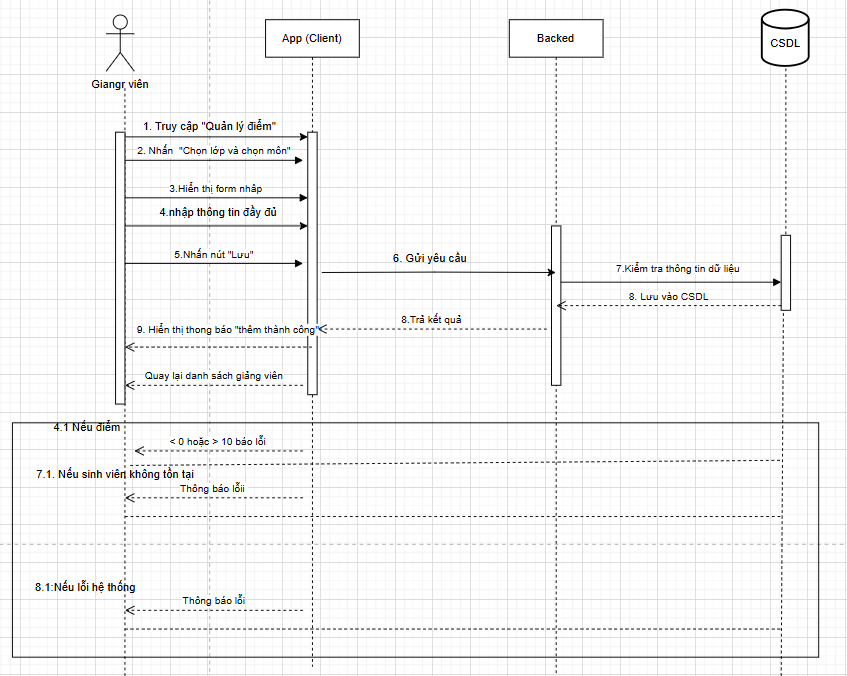 App (Client)
Backed
CSDL
Giangr viên
1. Truy cập "Quản lý điểm"
2. Nhấn "Chọn lớp và chọn môn"
3.Hiển thị form nhập
4.nhập thông tin đầy đủ
5.Nhấn nút "Lưu"
6. Gửi yêu cầu
7.Kiểm tra thông tin dữ liệu
8. Lưu vào CSDL
8.Trả kết quả
9. Hiển thị thong báo "thêm thành công"
Quay lại danh sách giảng viên
4.1 Nếu điểm
< 0 hoặc > 10 báo lỗi
7.1. Nếu sinh viên không tồn tại
Thông báo lỗii
8.1:Nếu lỗi hệ thống
Thông báo lỗi